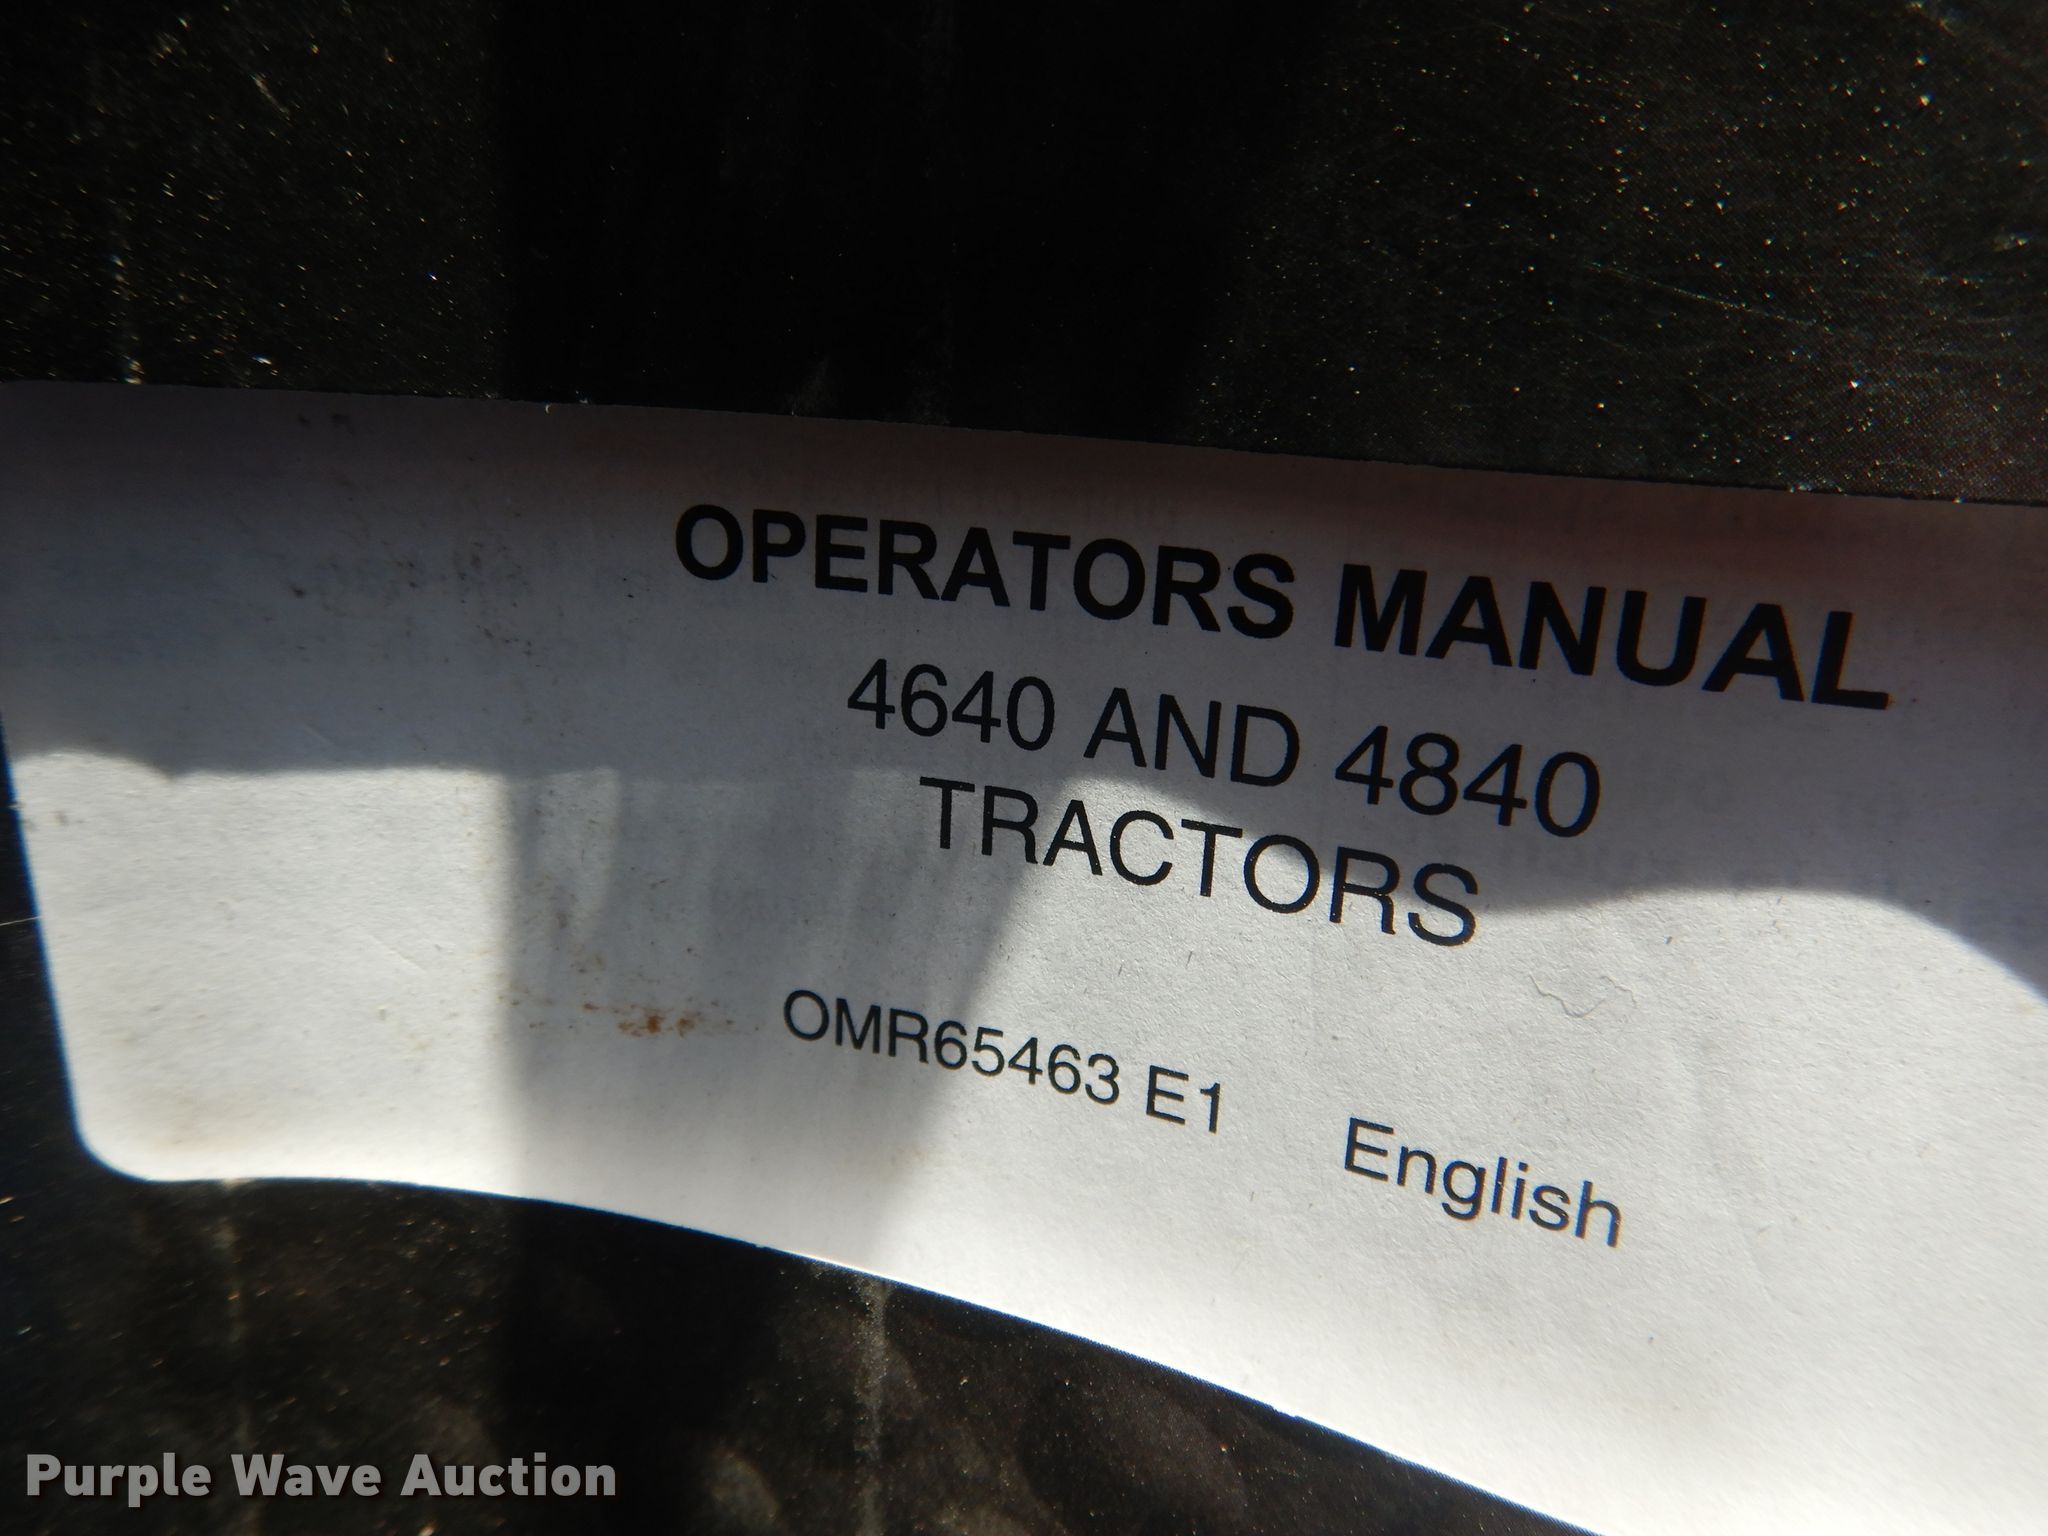 OPERATORS MANUAL
4640 AND 4840
TRACTORS
OMR65463 E1 English
Purple Wave Auction